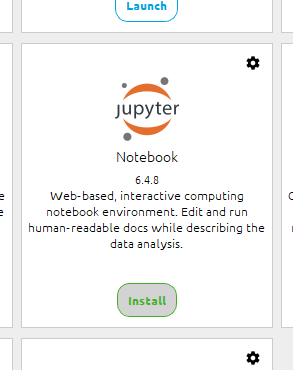 Launch
jupyter
Notebook
6.4.8
Web-based, interactive computing
notebook environment. Edit and run
human-readable docs while describing the
data analysis.
Install